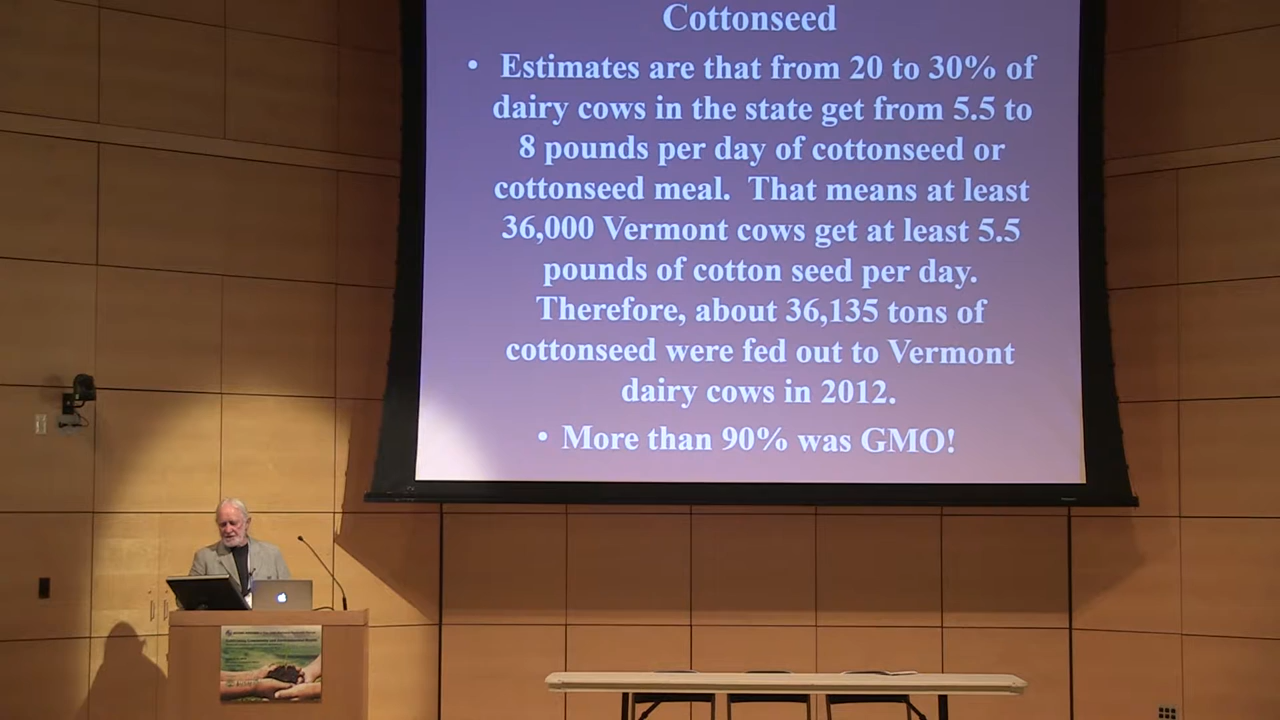 Cottonseed
• Estimates are that from 20 to 30% of
dairy cows in the state get from 5.5 to
8 pounds per day of cottonseed or
cottonseed meal.  That means at least
36,000 Vermont cows get at least 5.5
pounds of cotton seed per day.
Therefore, about 36,135 tons of
cottonseed were fed out to Vermont
dairy cows in 2012.
• More than 90% was GMO!